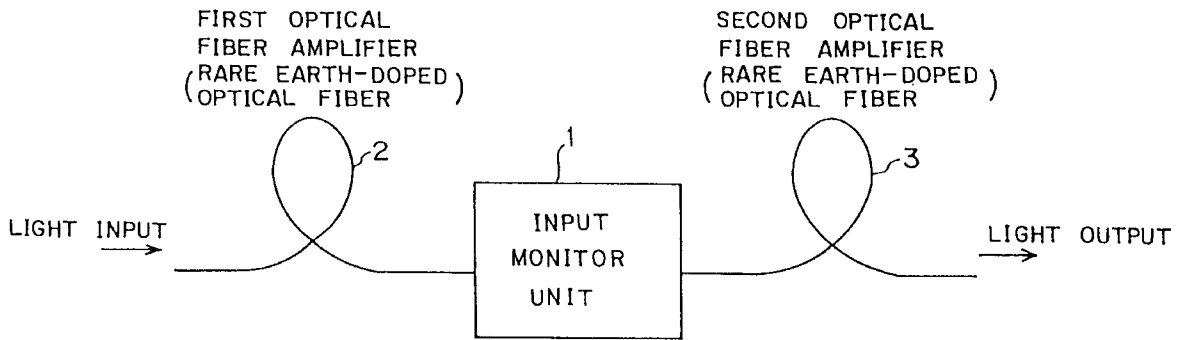 FIRST OPTICAL
FIBER AMPLIFIER
(RARE EARTH-DOPED
OPTICAL FIBER)
SECOND OPTICAL
FIBER AMPLIFIER
(RARE EARTH-DOPED
OPTICAL FIBER)
2
1
3
LIGHT INPUT
INPUT
MONITOR
UNIT
LIGHT OUTPUT